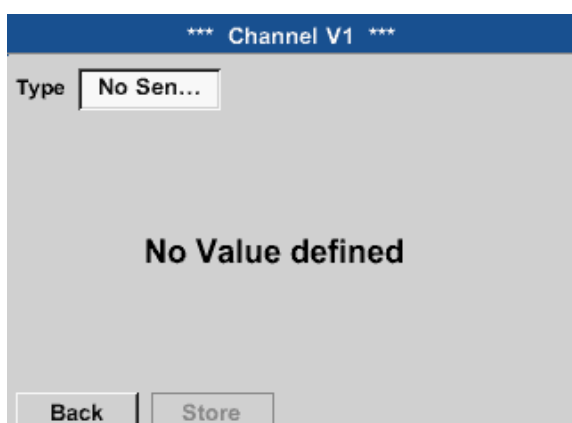 *** Channel V1 ***
Type No Sen...
No Value defined
Back Store